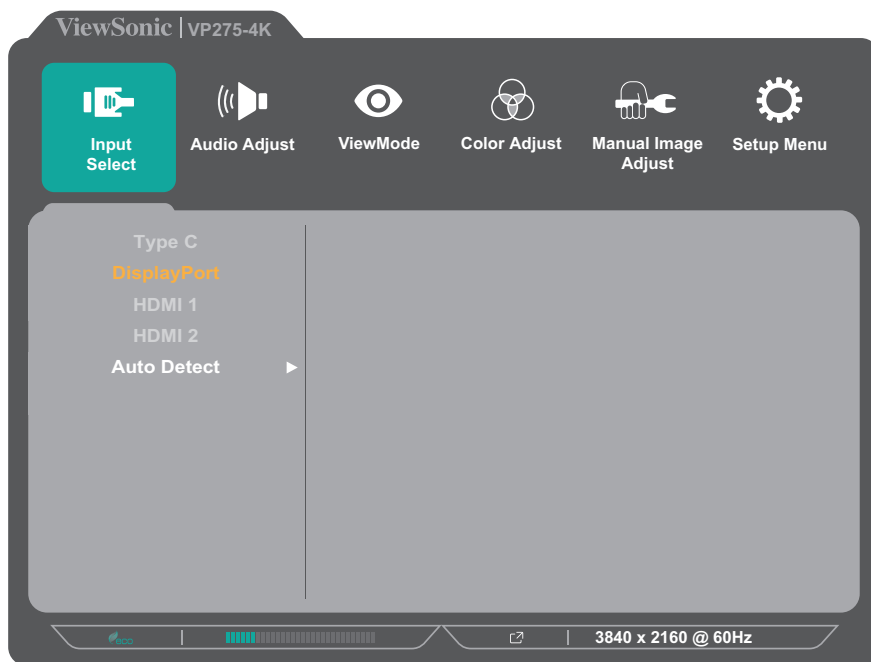 ViewSonic | VP275-4K
Input
Select
Audio Adjust
ViewMode
Color Adjust
Manual Image
Adjust
Setup Menu
Type C
DisplayPort
HDMI 1
HDMI 2
Auto Detect ►
eco | | 3840 x 2160 @ 60Hz